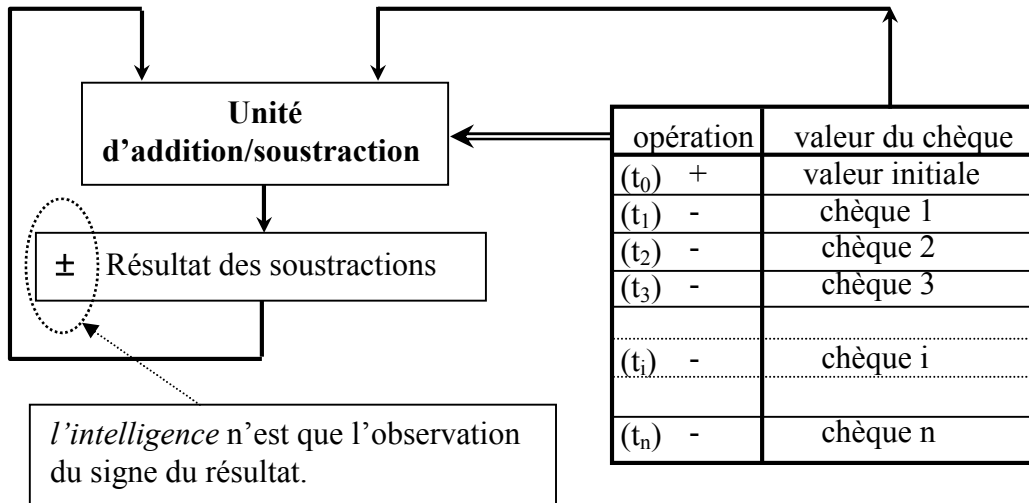 Unité
d’addition/soustraction
± Résultat des soustractions
l’intelligence n’est que l’observation
du signe du résultat.
opération valeur du chèque
(t₀) + valeur initiale
(t₁) - chèque 1
(t₂) - chèque 2
(t₃) - chèque 3
(tᵢ) - chèque i
(tₙ) - chèque n